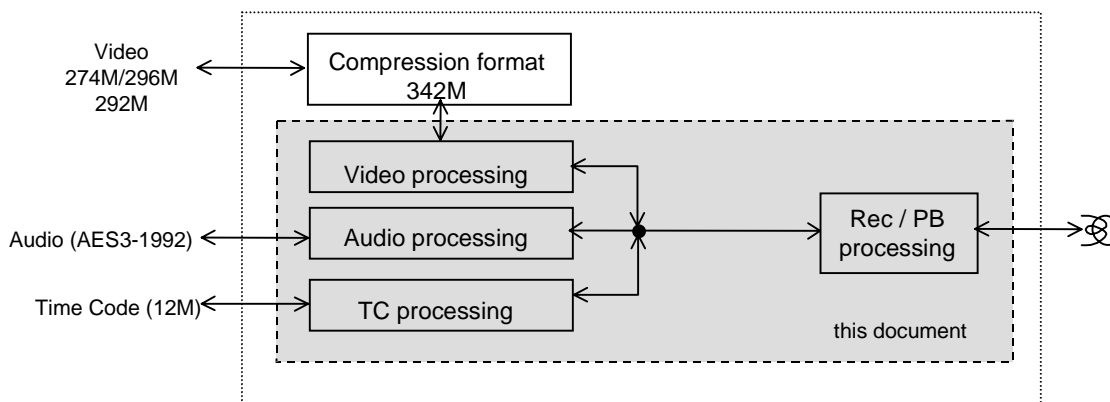 Video
274M/296M
292M
Compression format
342M
Video processing
Audio (AES3-1992)
Audio processing
Rec / PB
processing
Time Code (12M)
TC processing
this document